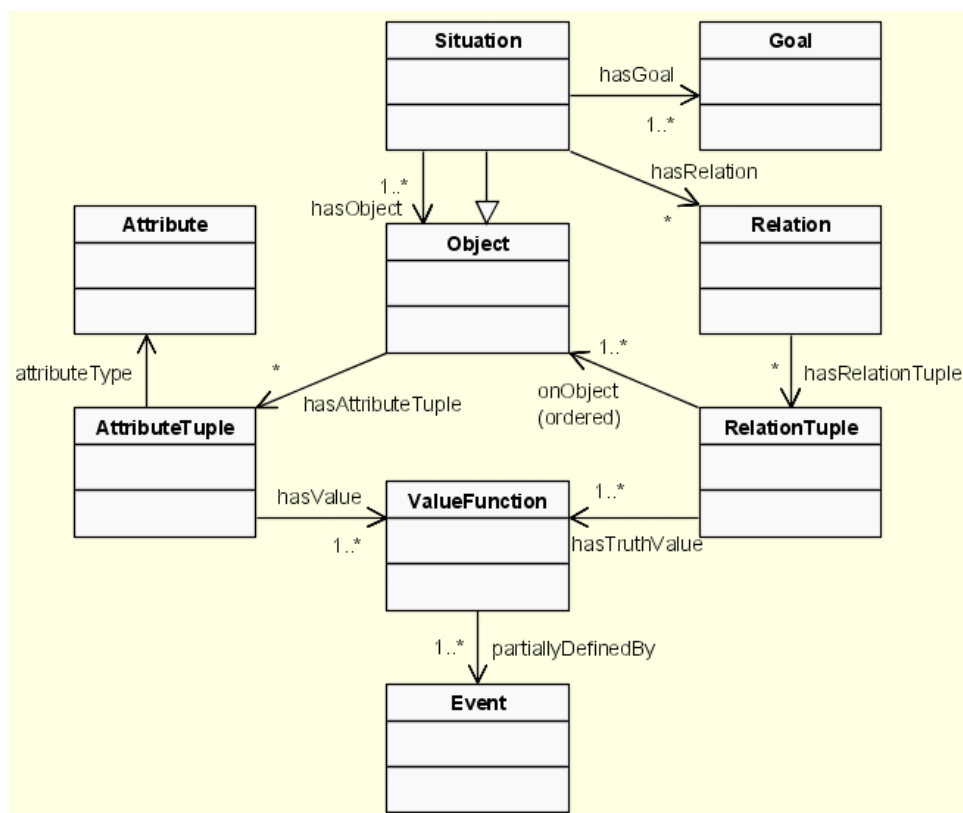 Situation
Goal
hasGoal
1..*
hasRelation
1..*
hasObject
*
Attribute
Object
Relation
attributeType
*
hasAttributeTuple
1..*
onObject
(ordered)
*
hasRelationTuple
AttributeTuple
RelationTuple
hasValue
1..*
ValueFunction
1..*
hasTruthValue
1..*
partiallyDefinedBy
Event